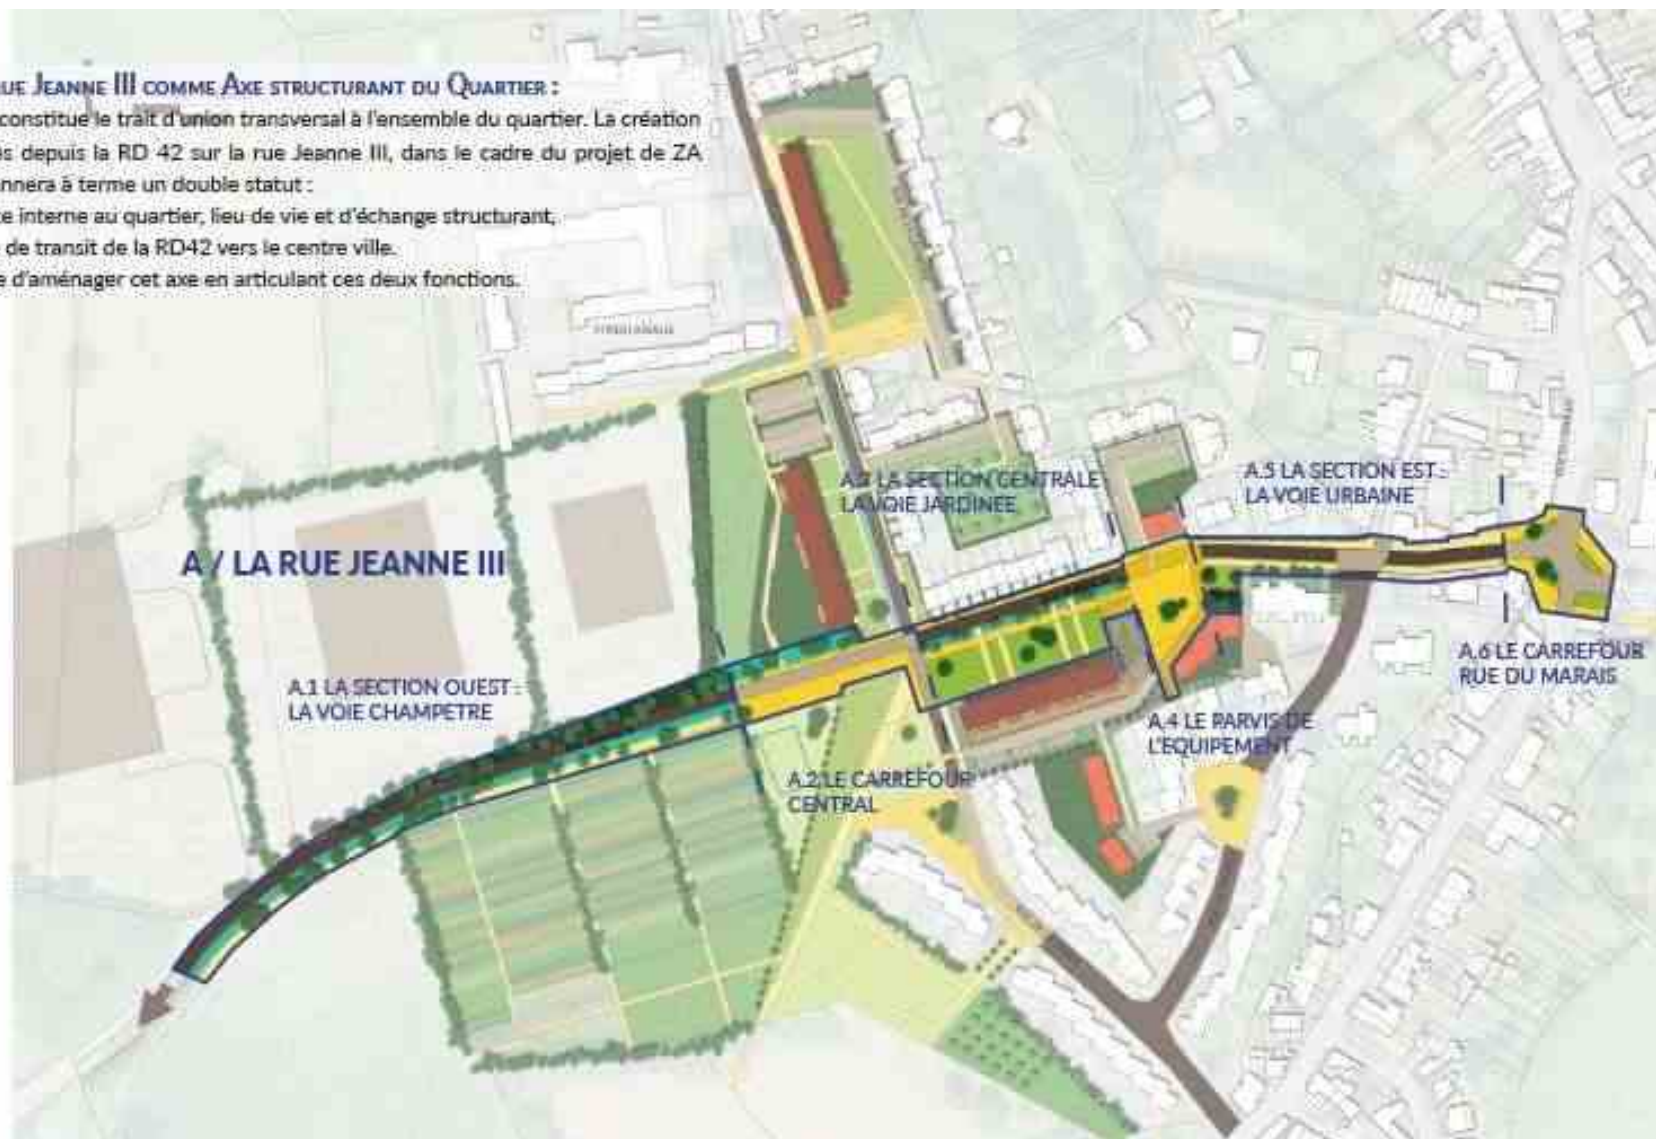 UE JEANNE III COMME AXE STRUCTURANT DU QUARTIER :
constitue le trait d'union transversal à l'ensemble du quartier. La création
s depuis la RD 42 sur la rue Jeanne III, dans le cadre du projet de ZA
nnera à terme un double statut :
e interne au quartier, lieu de vie et d'échange structurant,
de transit de la RD42 vers le centre ville.
e d'aménager cet axe en articulant ces deux fonctions.
A.3 LA SECTION CENTRALE
LA VOIE JARDINEE
A.5 LA SECTION EST :
LA VOIE URBAINE
A / LA RUE JEANNE III
A.6 LE CARREFOUR
RUE DU MARAIS
A.1 LA SECTION OUEST :
LA VOIE CHAMPETRE
A.4 LE PARVIS DE
L'EQUIPEMENT
A.2 LE CARREFOUR
CENTRAL